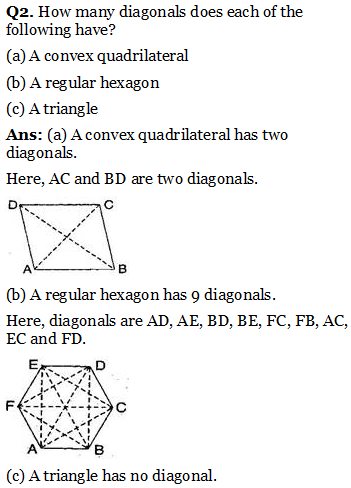 Q2. How many diagonals does each of the
following have?
(a) A convex quadrilateral
(b) A regular hexagon
(c) A triangle
Ans: (a) A convex quadrilateral has two
diagonals.
Here, AC and BD are two diagonals.
D C
A B
(b) A regular hexagon has 9 diagonals.
Here, diagonals are AD, AE, BD, BE, FC, FB, AC,
EC and FD.
E D
F C
A B
(c) A triangle has no diagonal.